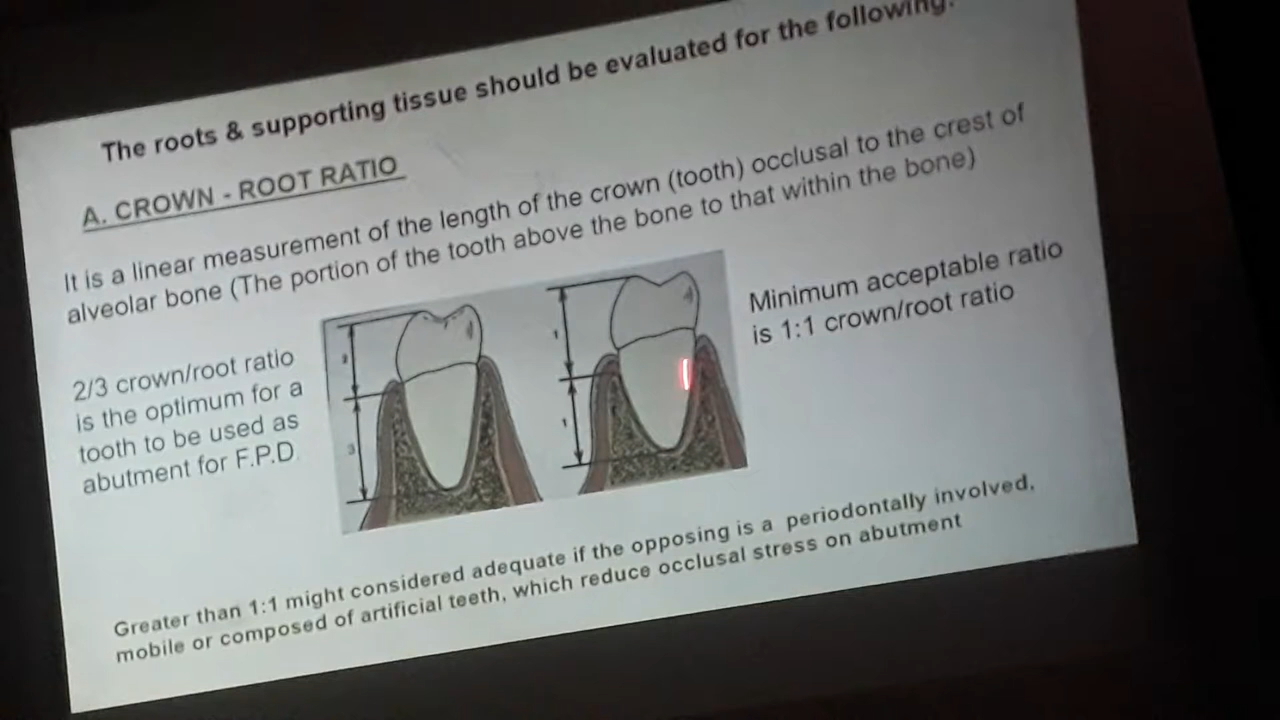 The roots & supporting tissue should be evaluated for the following:
A. CROWN - ROOT RATIO
It is a linear measurement of the length of the crown (tooth) occlusal to the crest of
alveolar bone (The portion of the tooth above the bone to that within the bone)
2/3 crown/root ratio
is the optimum for a
tooth to be used as
abutment for F.P.D
2
3
1
1
Minimum acceptable ratio
is 1:1 crown/root ratio
Greater than 1:1 might considered adequate if the opposing is a periodontally involved,
mobile or composed of artificial teeth, which reduce occlusal stress on abutment